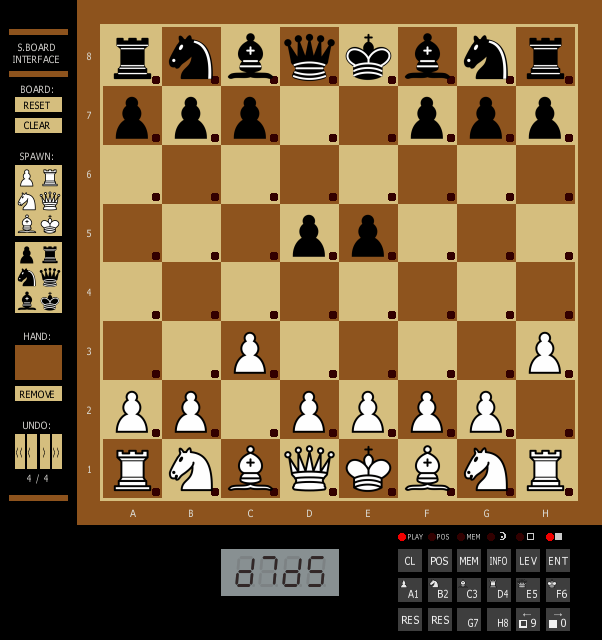 S.BOARD
INTERFACE
BOARD:
RESET
CLEAR
SPAWN:
HAND:
REMOVE
UNDO:
⟨⟨ ⟨ ⟩ ⟩⟩
4 / 4
8
7
6
5
4
3
2
1
A B C D E F G H
d7d5
PLAY POS MEM
CL POS MEM INFO LEV ENT
A1 B2 C3 D4 E5 F6
RES RES G7 H8 9 0